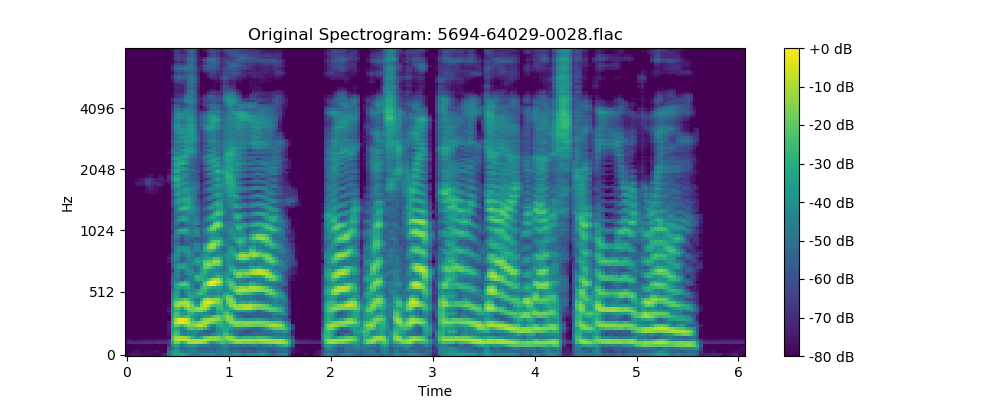 Original Spectrogram: 5694-64029-0028.flac
Hz
4096
2048
1024
512
0
0 1 2 3 4 5 6
Time
+0 dB
-10 dB
-20 dB
-30 dB
-40 dB
-50 dB
-60 dB
-70 dB
-80 dB